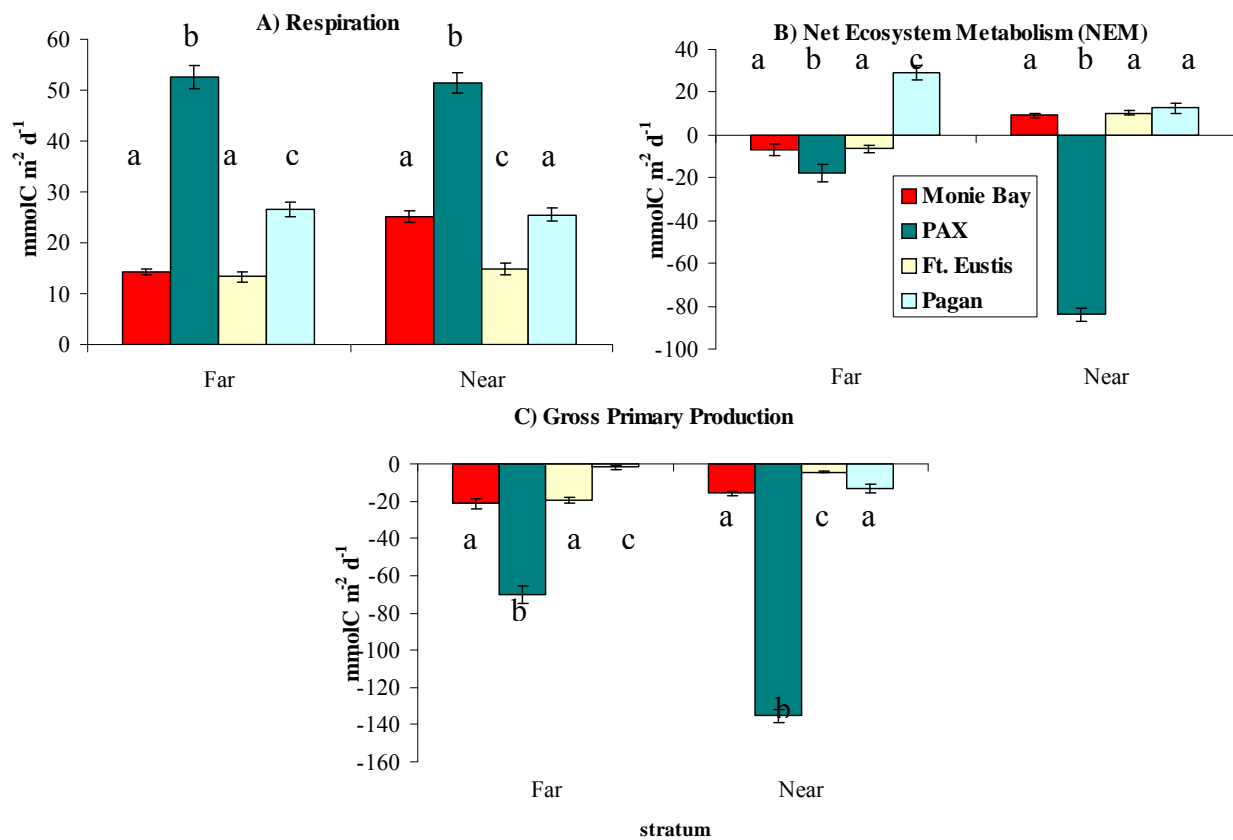 A) Respiration
60
50
40
30
20
10
0
mmolC m-2 d-1
a b a c a b c a
Far Near
B) Net Ecosystem Metabolism (NEM)
40
20
0
-20
-40
-60
-80
-100
mmolC m-2 d-1
a b a c a b a a
Monie Bay
PAX
Ft. Eustis
Pagan
Far Near
C) Gross Primary Production
0
-20
-40
-60
-80
-100
-120
-140
-160
mmolC m-2 d-1
a b a c a b c a
Far Near
stratum